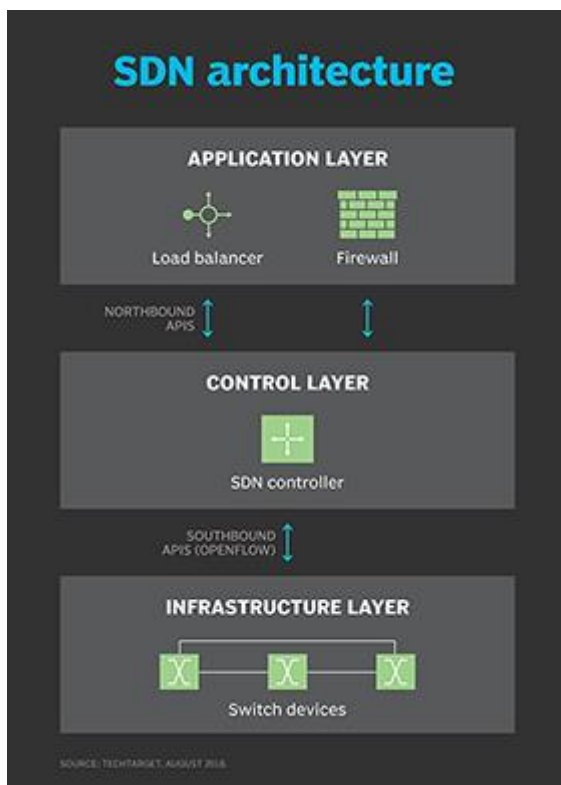 SDN architecture
APPLICATION LAYER
Load balancer
Firewall
NORTHBOUND
APIS
CONTROL LAYER
SDN controller
SOUTHBOUND
APIS (OPENFLOW)
INFRASTRUCTURE LAYER
Switch devices
SOURCE: TECHTARGET, AUGUST